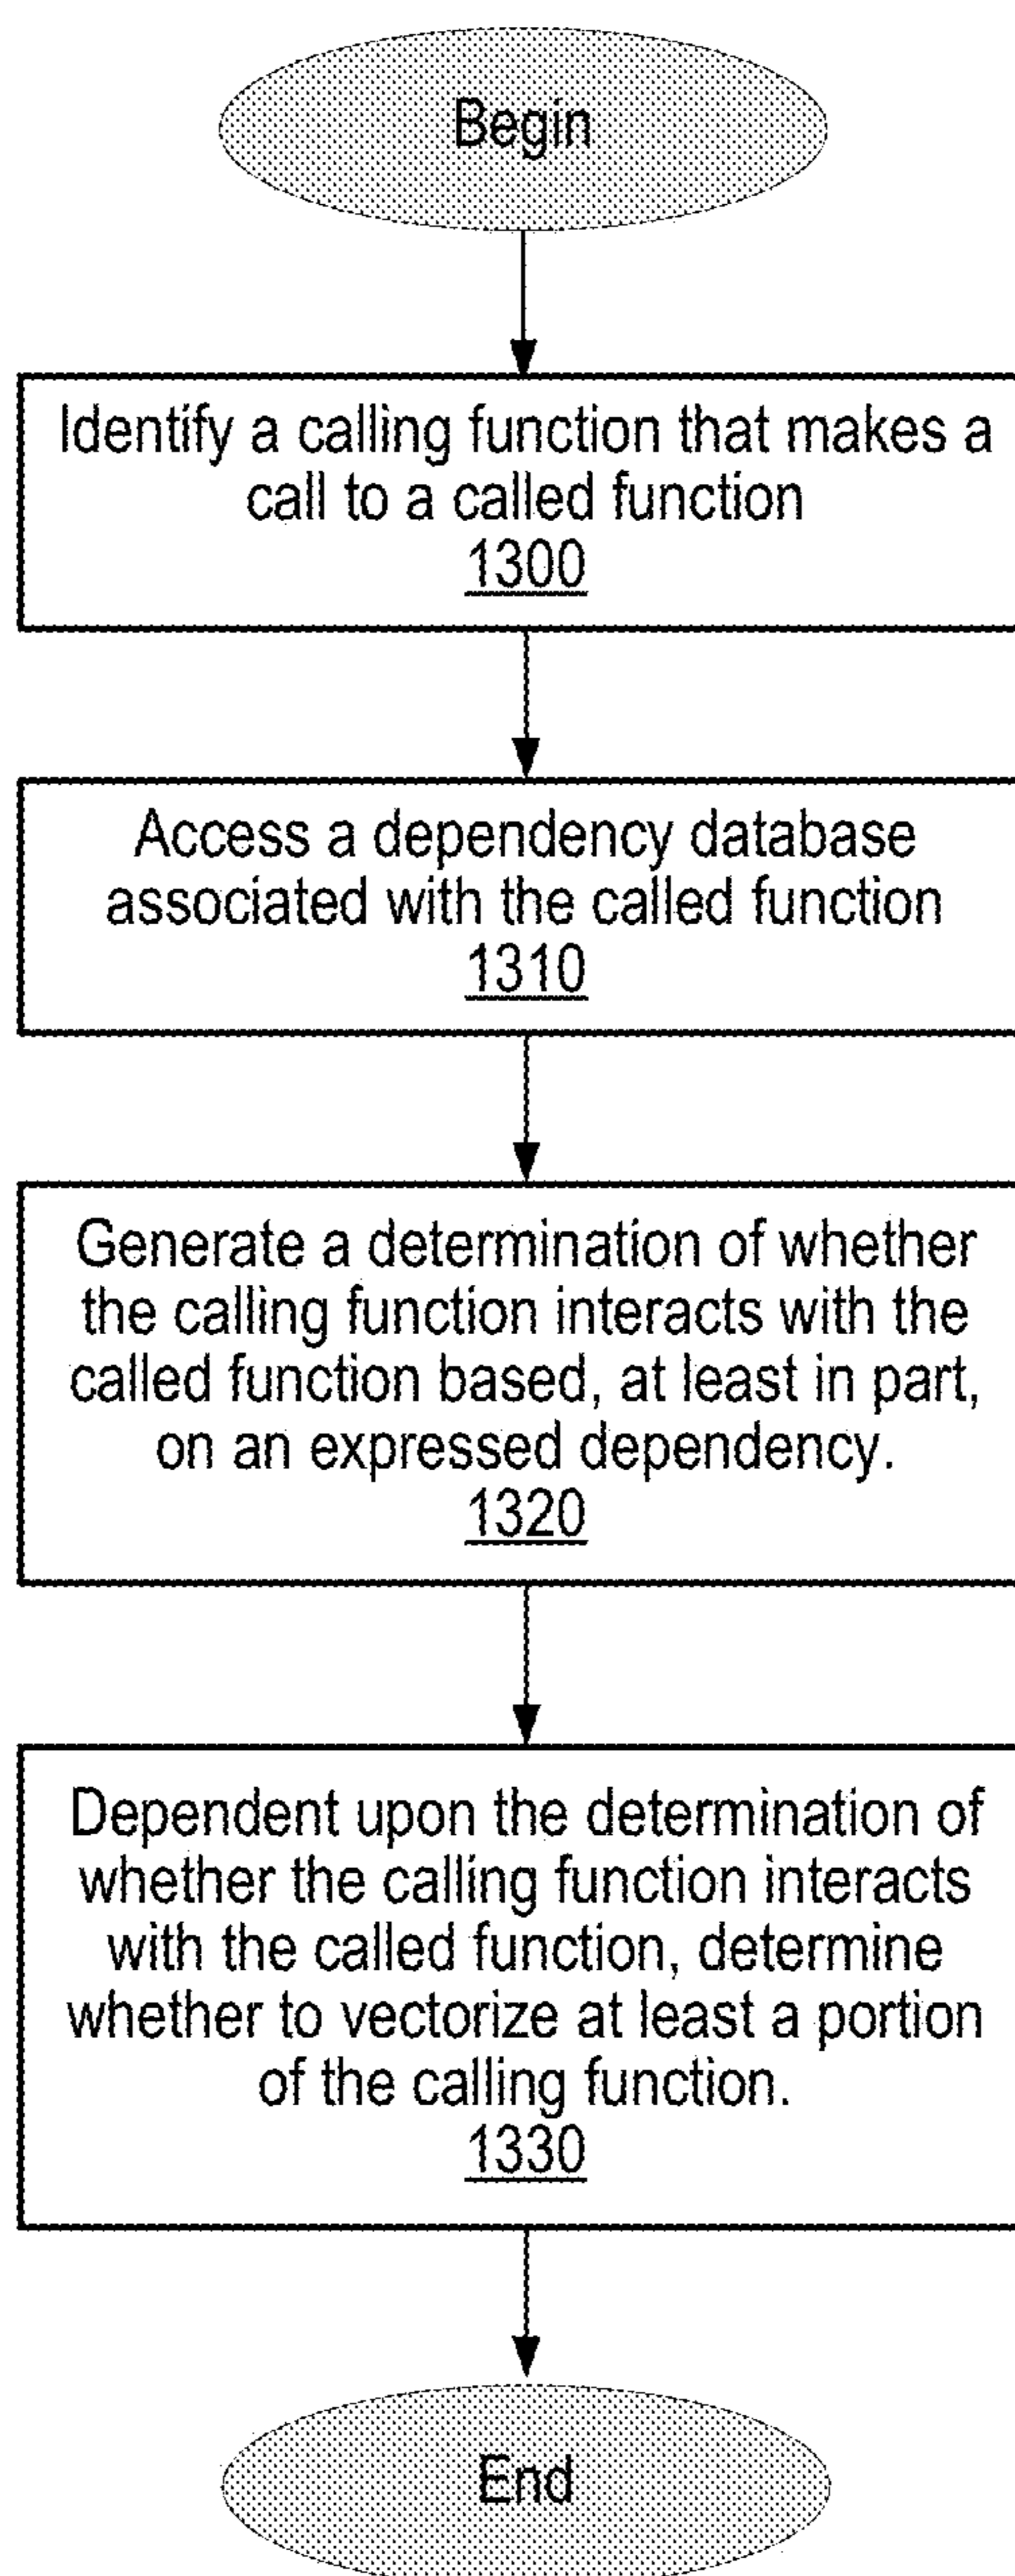 Begin
Identify a calling function that makes a
call to a called function
1300
Access a dependency database
associated with the called function
1310
Generate a determination of whether
the calling function interacts with the
called function based, at least in part,
on an expressed dependency.
1320
Dependent upon the determination of
whether the calling function interacts
with the called function, determine
whether to vectorize at least a portion
of the calling function.
1330
End